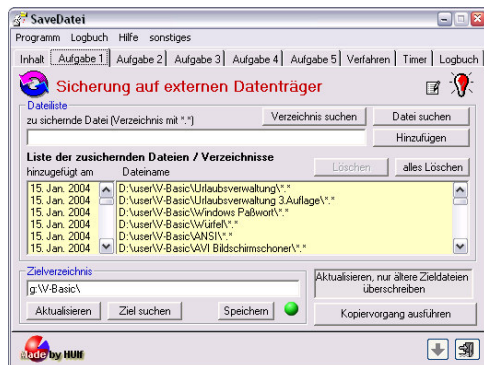 SaveDatei
Programm Logbuch Hilfe sonstiges
Inhalt Aufgabe 1 Aufgabe 2 Aufgabe 3 Aufgabe 4 Aufgabe 5 Verfahren Timer Logbuch
Sicherung auf externen Datenträger
Dateiliste
zu sichernde Datei (Verzeichnis mit *.*) Verzeichnis suchen Datei suchen
Hinzufügen
Liste der zusichernden Dateien / Verzeichnisse
hinzugefügt am Dateiname Löschen alles Löschen
15. Jan. 2004 D:\user\V-Basic\Urlaubsverwaltung\*.*
15. Jan. 2004 D:\user\V-Basic\Urlaubsverwaltung 3.Auflage\*.*
15. Jan. 2004 D:\user\V-Basic\Windows Paßwort\*.*
15. Jan. 2004 D:\user\V-Basic\Würfel\*.*
15. Jan. 2004 D:\user\V-Basic\ANSI\*.*
15. Jan. 2004 D:\user\V-Basic\AVI Bildschirmschoner\*.*
Zielverzeichnis
g:\V-Basic\
Aktualisieren, nur ältere Zieldateien
überschreiben
Aktualisieren Ziel suchen Speichern Kopiervorgang ausführen
made by HUlf